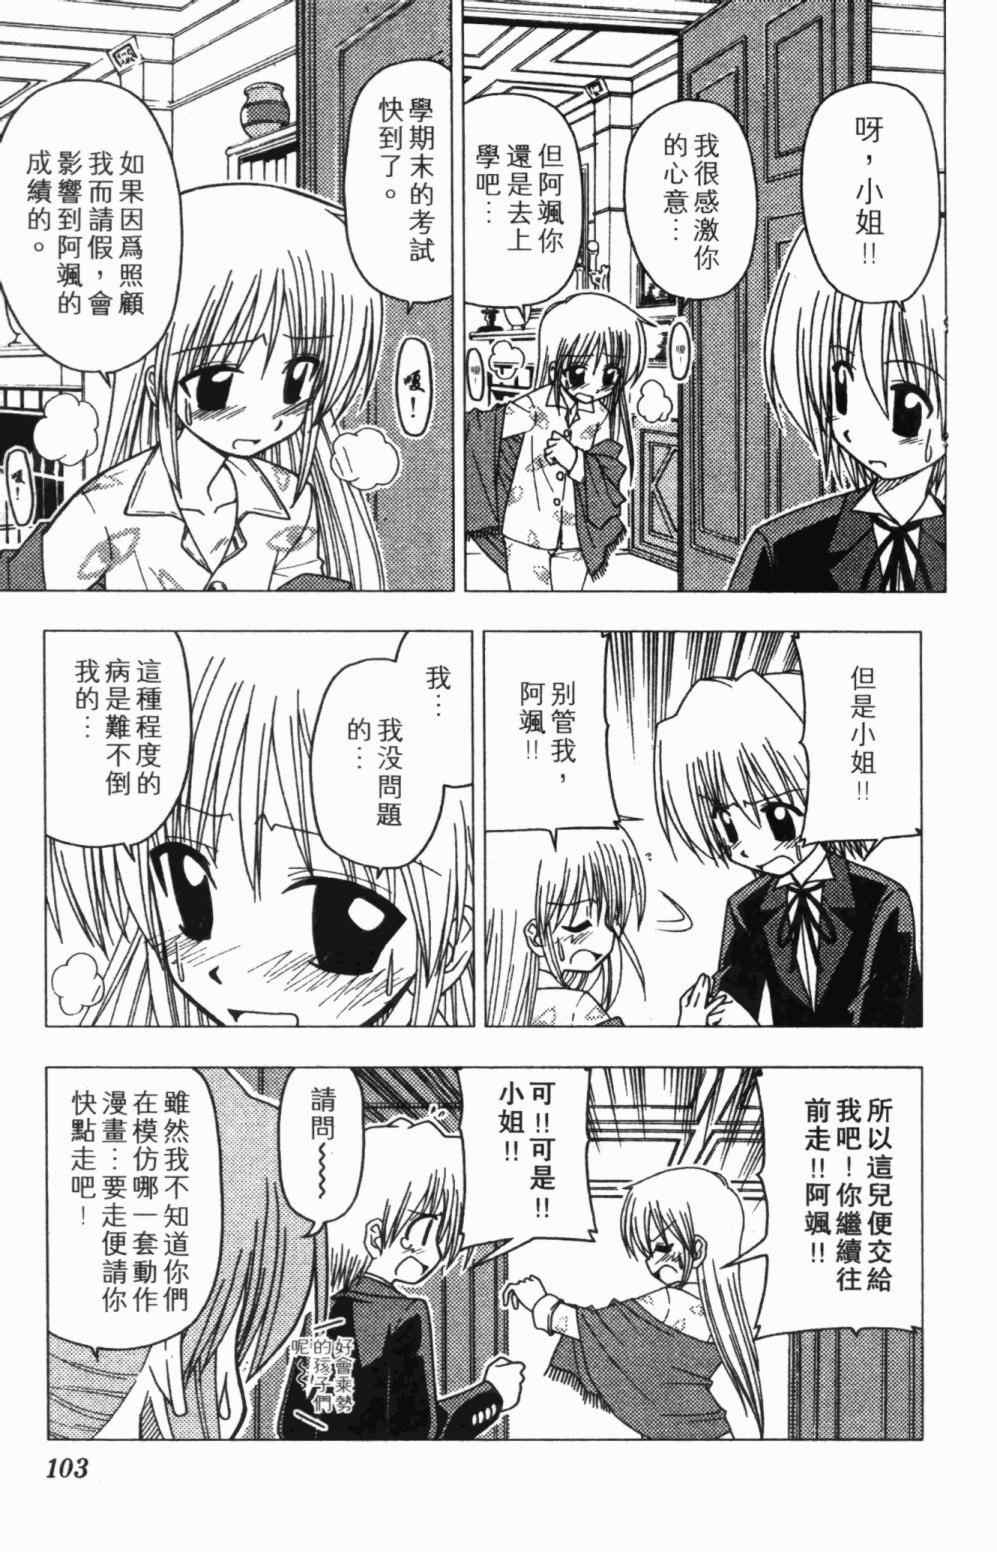 呀，小姐!!
我很感激你
的心意…
但阿颯你
還是去上
學吧…
學期末的考試
快到了。
如果因爲照顧
我而請假，會
影響到阿颯的
成績的。
嗄！
嗄！
但是小姐!!
別管我，
阿颯!!
我…
我没問題
的…
這種程度的
病是難不倒
我的…
所以這兒便交給
我吧！你繼續往
前走!!阿颯!!
可!!可是!!
小姐!!
請問～
好會乘勢
的孩子們
呢
雖然我不知道你們
在模仿哪一套動作
漫畫…要走便請你
快點走吧！
103